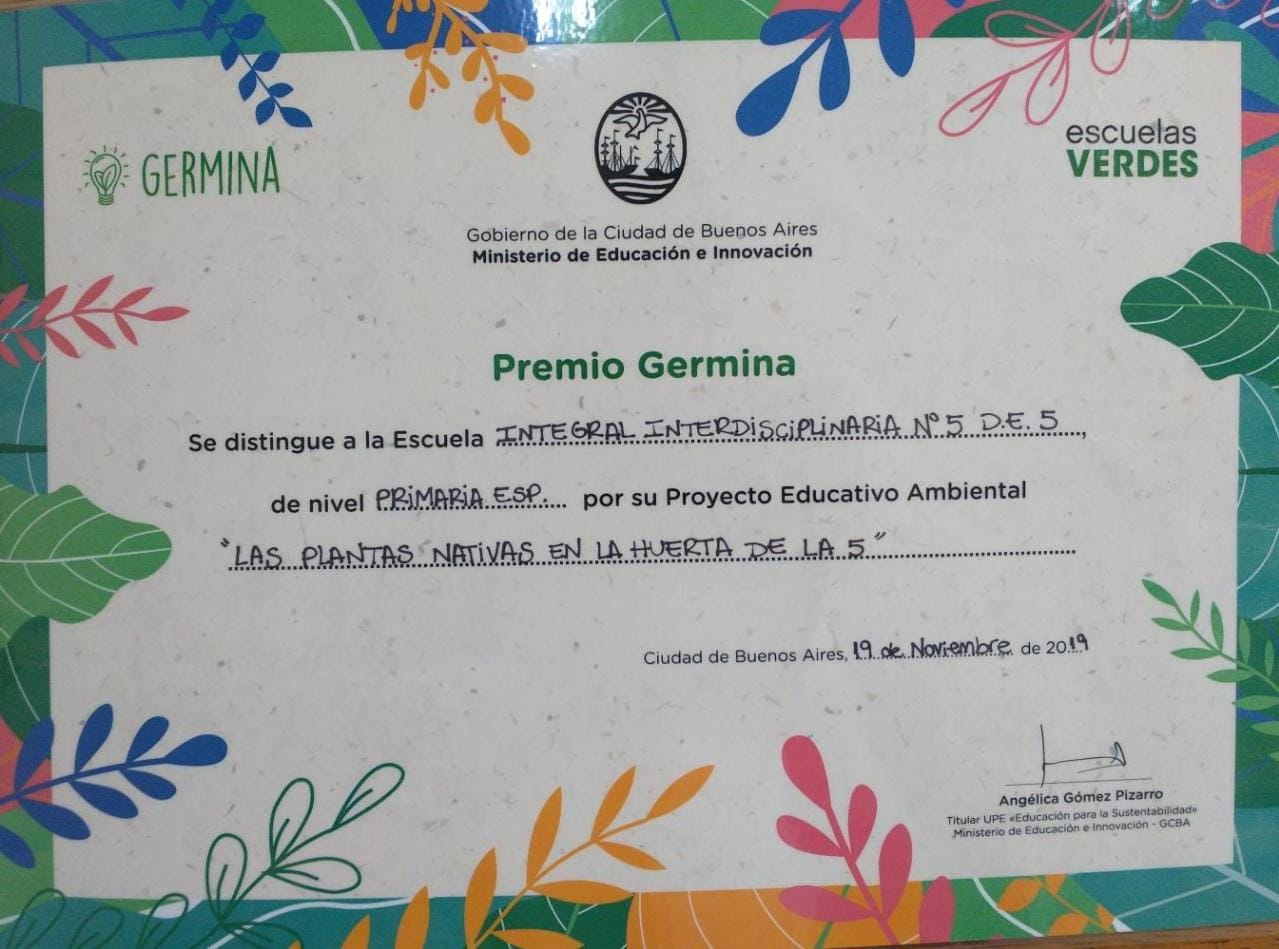 GERMINA
escuelas
VERDES
Gobierno de la Ciudad de Buenos Aires
Ministerio de Educación e Innovación
Premio Germina
Se distingue a la Escuela INTEGRAL INTERDISCIPLINARIA Nº 5 D.E. 5,
de nivel PRIMARIA ESP. por su Proyecto Educativo Ambiental
"LAS PLANTAS NATIVAS EN LA HUERTA DE LA 5"
Ciudad de Buenos Aires, 19 de Noviembre de 2019
Angélica Gómez Pizarro
Titular UPE «Educación para la Sustentabilidad»
Ministerio de Educación e Innovación - GCBA